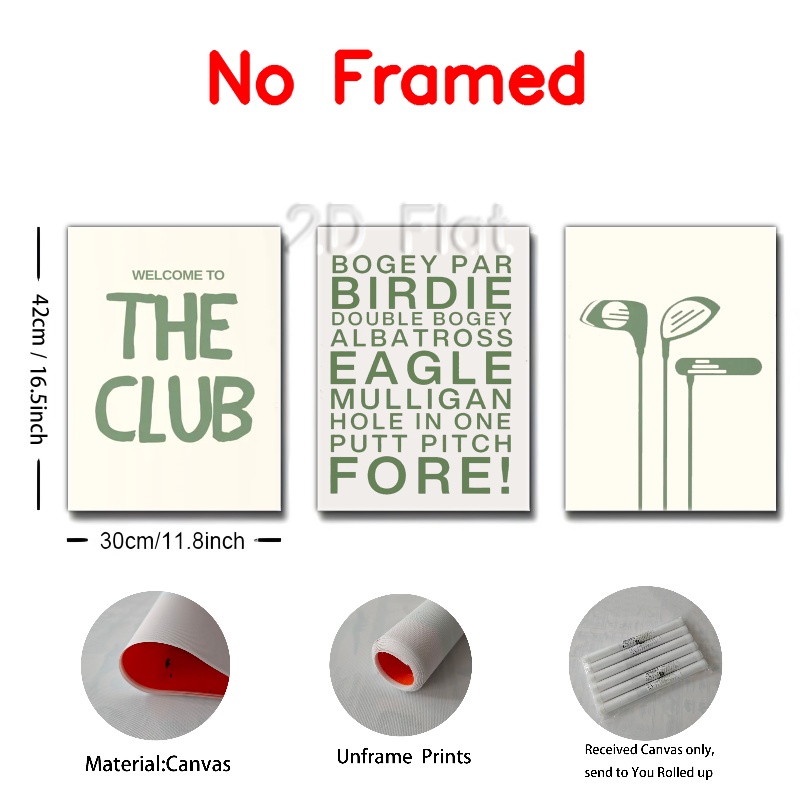 No Framed
2.D Flat
WELCOME TO
THE
CLUB
BOGEY PAR
BIRDIE
DOUBLE BOGEY
ALBATROSS
EAGLE
MULLIGAN
HOLE IN ONE
PUTT PITCH
FORE!
42cm / 16.5inch
30cm/11.8inch
Material:Canvas
Unframe Prints
Received Canvas only,
send to You Rolled up